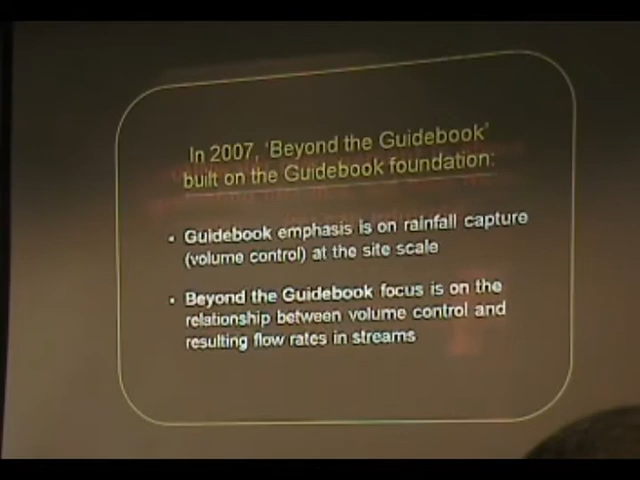 In 2007, ‘Beyond the Guidebook’
built on the Guidebook foundation:
• Guidebook emphasis is on rainfall capture
(volume control) at the site scale
• Beyond the Guidebook focus is on the
relationship between volume control and
resulting flow rates in streams